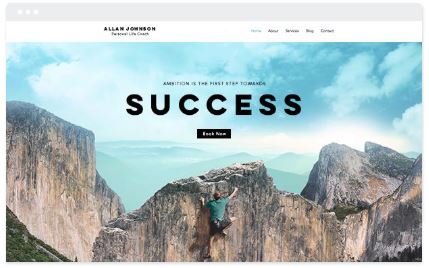 ALLAN JOHNSON
Personal Life Coach
Home About Services Blog Contact
AMBITION IS THE FIRST STEP TOWARDS
SUCCESS
Book Now